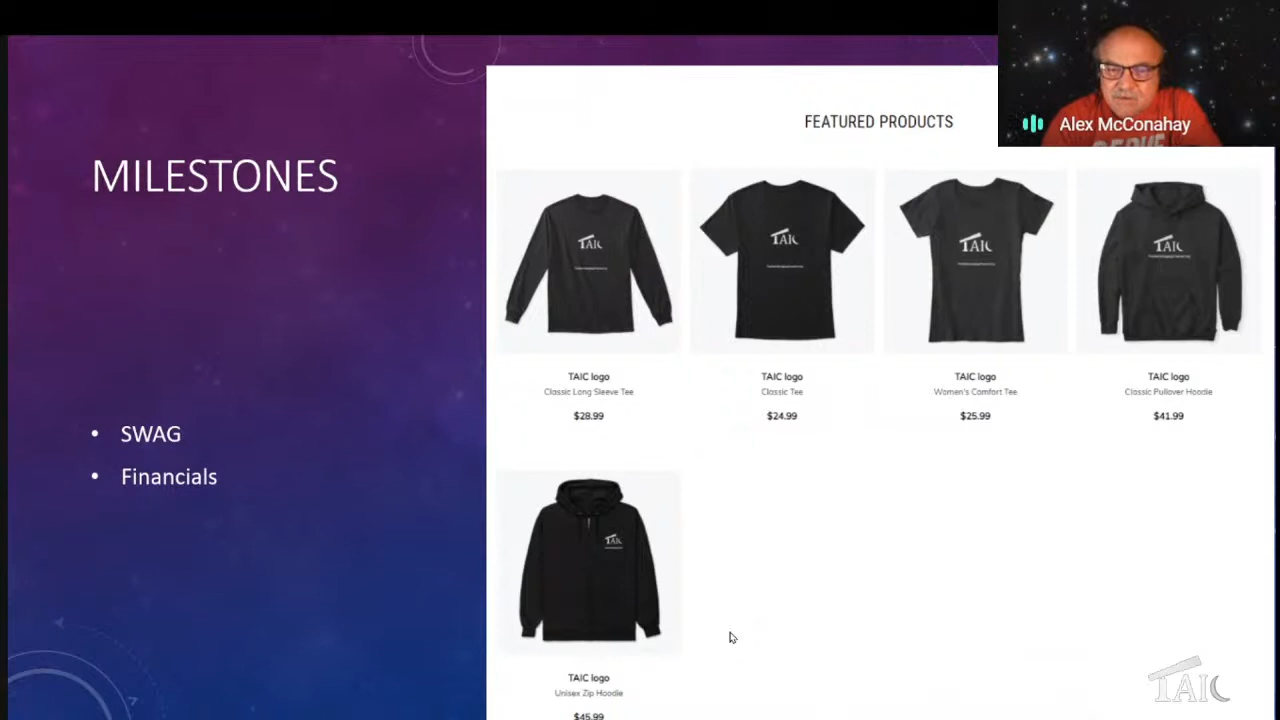 MILESTONES
• SWAG
• Financials
FEATURED PRODUCTS
Alex McConahay
TAIC
TAIC
TAIC
TAIC
TAIC logo
Classic Long Sleeve Tee
$28.99
TAIC logo
Classic Tee
$24.99
TAIC logo
Women's Comfort Tee
$25.99
TAIC logo
Classic Pullover Hoodie
$41.99
TAIC
TAIC logo
Unisex Zip Hoodie
$45.99
TAIC